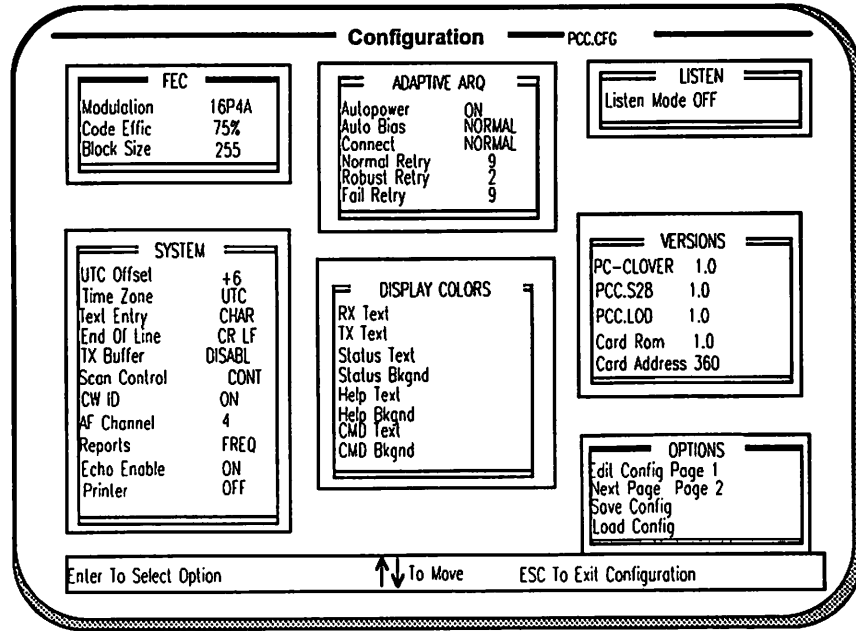 Configuration PCC.CFG
FEC
Modulation 16P4A
Code Effic 75%
Block Size 255
ADAPTIVE ARQ
Autopower ON
Auto Bias NORMAL
Connect NORMAL
Normal Retry 9
Robust Retry 2
Fail Retry 9
LISTEN
Listen Mode OFF
SYSTEM
UTC Offset +6
Time Zone UTC
Text Entry CHAR
End Of Line CR LF
TX Buffer DISABL
Scan Control CONT
CW ID ON
AF Channel 4
Reports FREQ
Echo Enable ON
Printer OFF
DISPLAY COLORS
RX Text
TX Text
Status Text
Status Bkgnd
Help Text
Help Bkgnd
CMD Text
CMD Bkgnd
VERSIONS
PC-CLOVER 1.0
PCC.S28 1.0
PCC.LOD 1.0
Card Rom 1.0
Card Address 360
OPTIONS
Edit Config Page 1
Next Page Page 2
Save Config
Load Config
Enter To Select Option ↑↓ To Move ESC To Exit Configuration